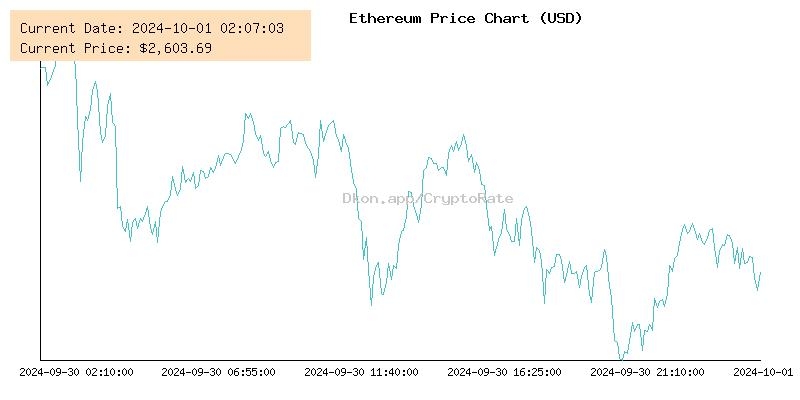 Ethereum Price Chart (USD)
Current Date: 2024-10-01 02:07:03
Current Price: $2,603.69
Dkon.app/CryptoRate
2024-09-30 02:10:00 2024-09-30 06:55:00 2024-09-30 11:40:00 2024-09-30 16:25:00 2024-09-30 21:10:00 2024-10-01